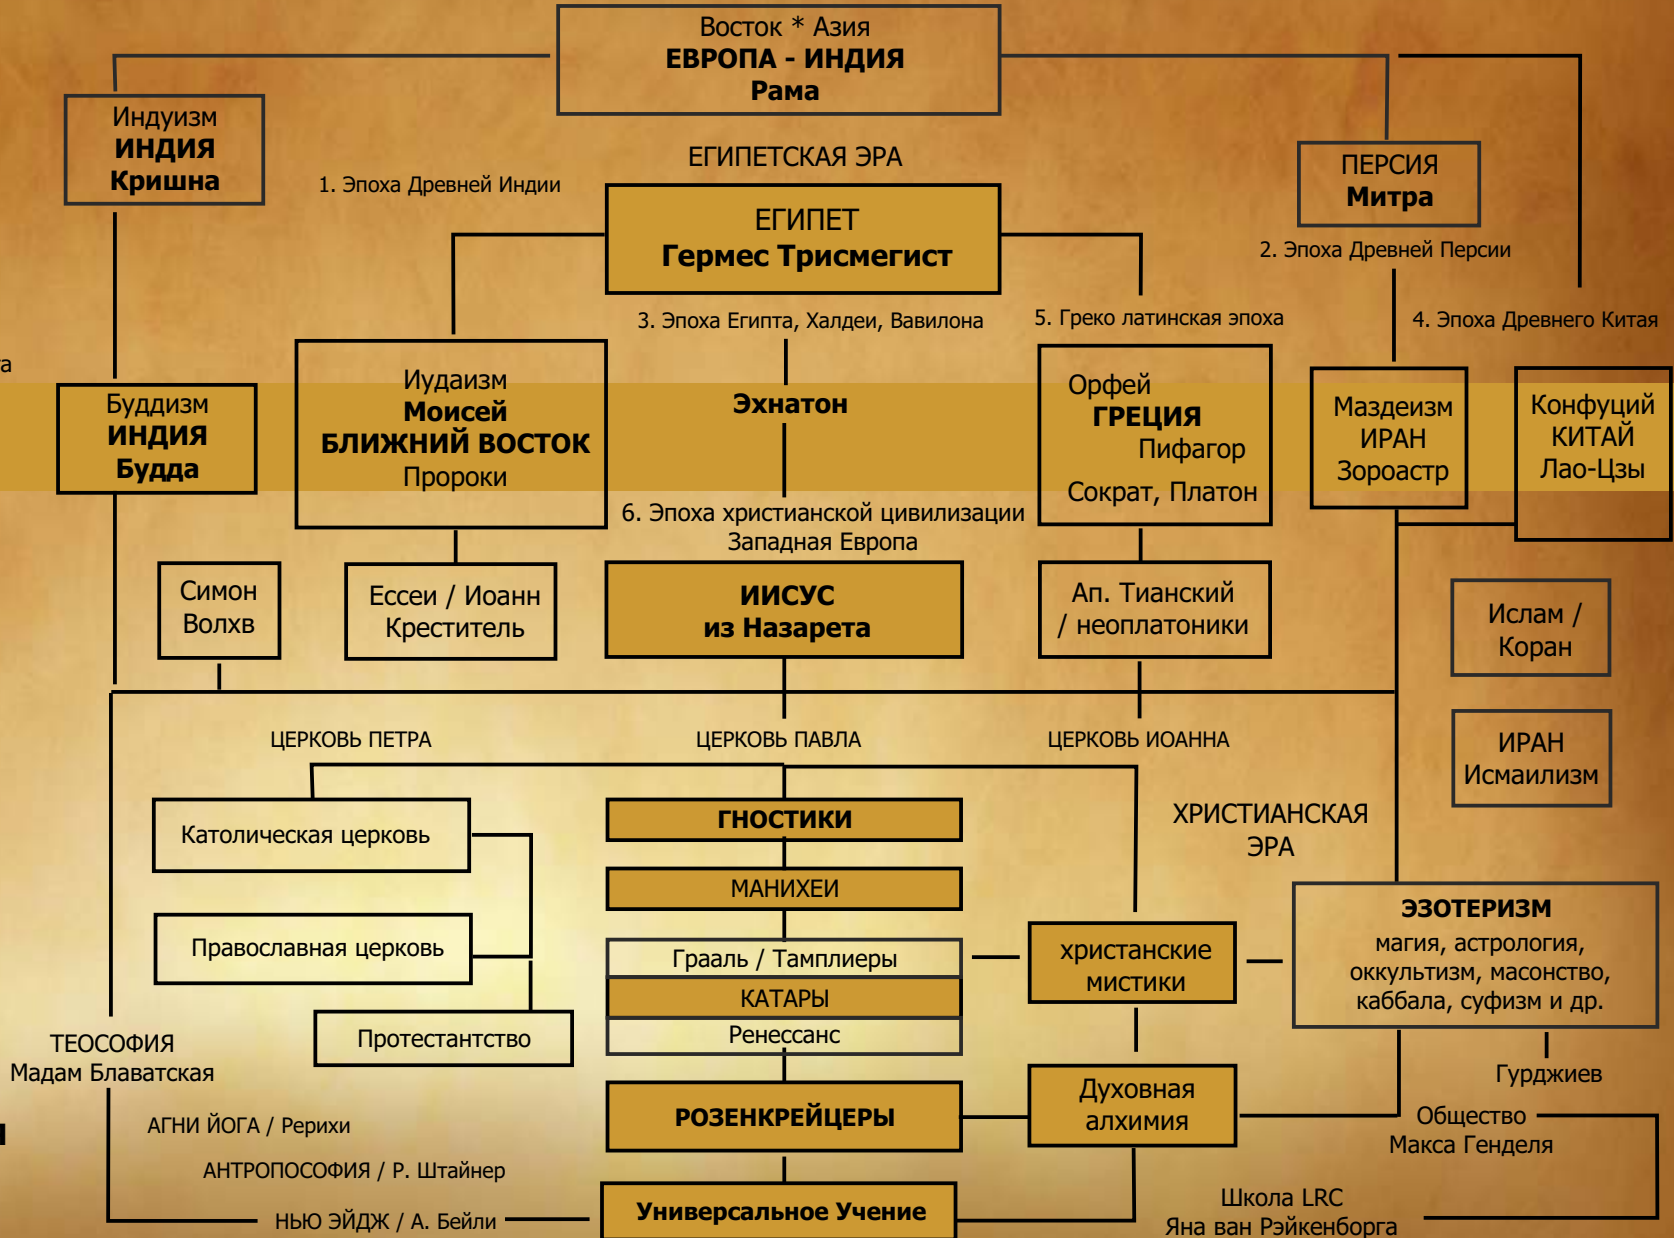 Восток * Азия
ЕВРОПА - ИНДИЯ
Рама
Индуизм
ИНДИЯ
Кришна
1. Эпоха Древней Индии
ЕГИПЕТСКАЯ ЭРА
ПЕРСИЯ
Митра
ЕГИПЕТ
Гермес Трисмегист
2. Эпоха Древней Персии
3. Эпоха Египта, Халдеи, Вавилона
5. Греко латинская эпоха
4. Эпоха Древнего Китая
Буддизм
ИНДИЯ
Будда
Иудаизм
Моисей
БЛИЖНИЙ ВОСТОК
Пророки
Эхнатон
Орфей
ГРЕЦИЯ
Пифагор
Сократ, Платон
Маздеизм
ИРАН
Зороастр
Конфуций
КИТАЙ
Лао-Цзы
6. Эпоха христианской цивилизации
Западная Европа
Симон
Волхв
Ессеи / Иоанн
Креститель
ИИСУС
из Назарета
Ап. Тианский
/ неоплатоники
Ислам /
Коран
ЦЕРКОВЬ ПЕТРА
ЦЕРКОВЬ ПАВЛА
ЦЕРКОВЬ ИОАННА
ИРАН
Исмаилизм
Католическая церковь
ГНОСТИКИ
ХРИСТИАНСКАЯ
ЭРА
МАНИХЕИ
Православная церковь
Грааль / Тамплиеры
КАТАРЫ
Ренессанс
христанские
мистики
ЭЗОТЕРИЗМ
магия, астрология,
оккультизм, масонство,
каббала, суфизм и др.
Протестантство
ТЕОСОФИЯ
Мадам Блаватская
Гурджиев
РОЗЕНКРЕЙЦЕРЫ
Духовная
алхимия
Общество
Макса Генделя
АГНИ ЙОГА / Рерихи
АНТРОПОСОФИЯ / Р. Штайнер
НЬЮ ЭЙДЖ / А. Бейли
Универсальное Учение
Школа LRC
Яна ван Рэйкенборга